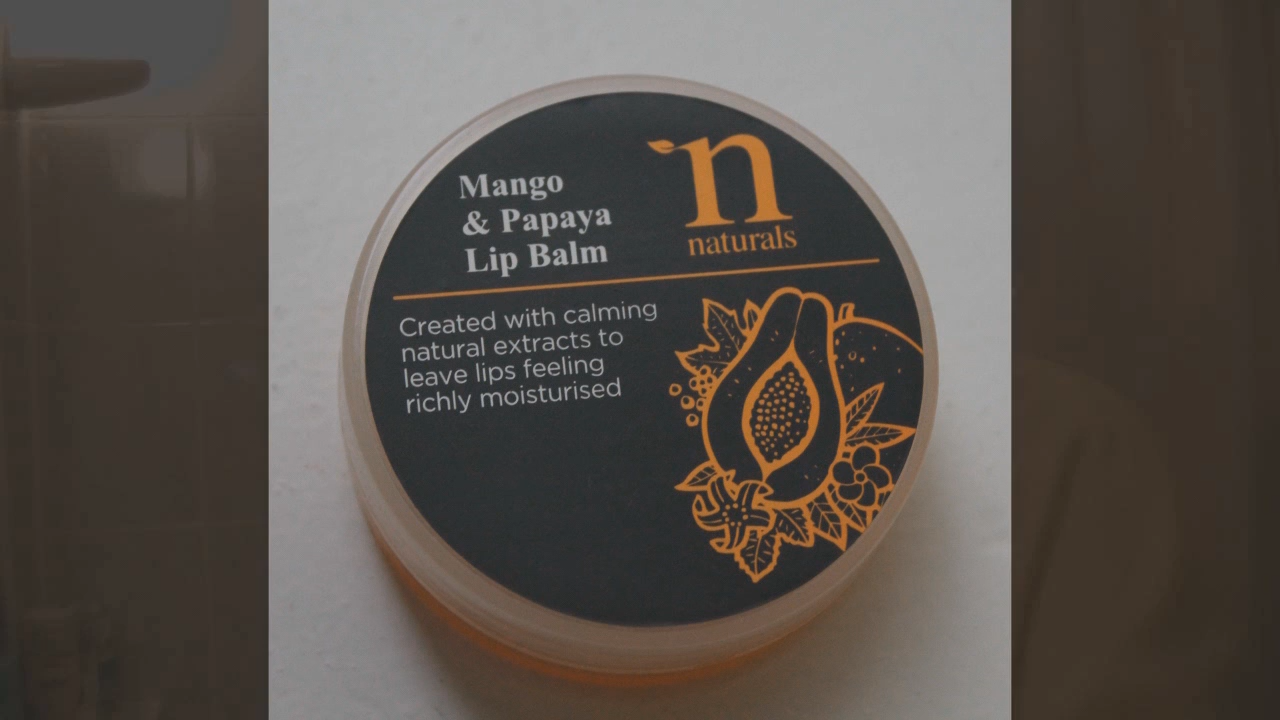 Mango
& Papaya
Lip Balm
n
naturals
Created with calming
natural extracts to
leave lips feeling
richly moisturised